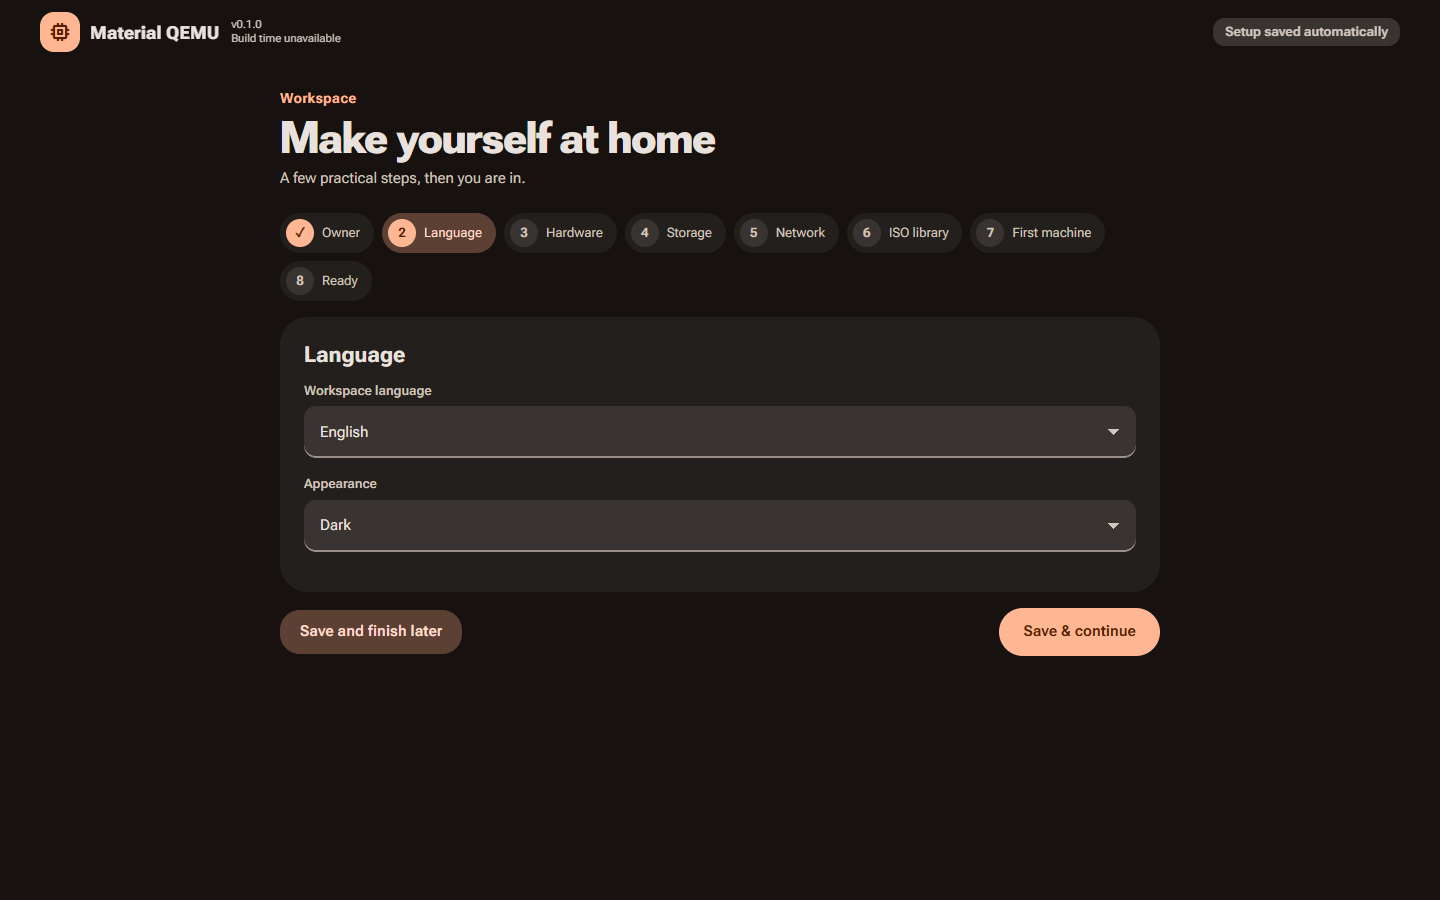 Material QEMU
v0.1.0
Build time unavailable
Setup saved automatically
Workspace
Make yourself at home
A few practical steps, then you are in.
✓ Owner
2 Language
3 Hardware
4 Storage
5 Network
6 ISO library
7 First machine
8 Ready
Language
Workspace language
English
Appearance
Dark
Save and finish later
Save & continue